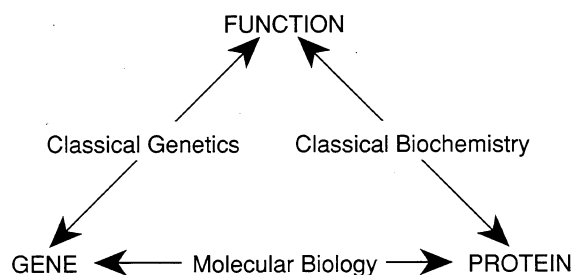 FUNCTION
Classical Genetics
Classical Biochemistry
GENE
Molecular Biology
PROTEIN